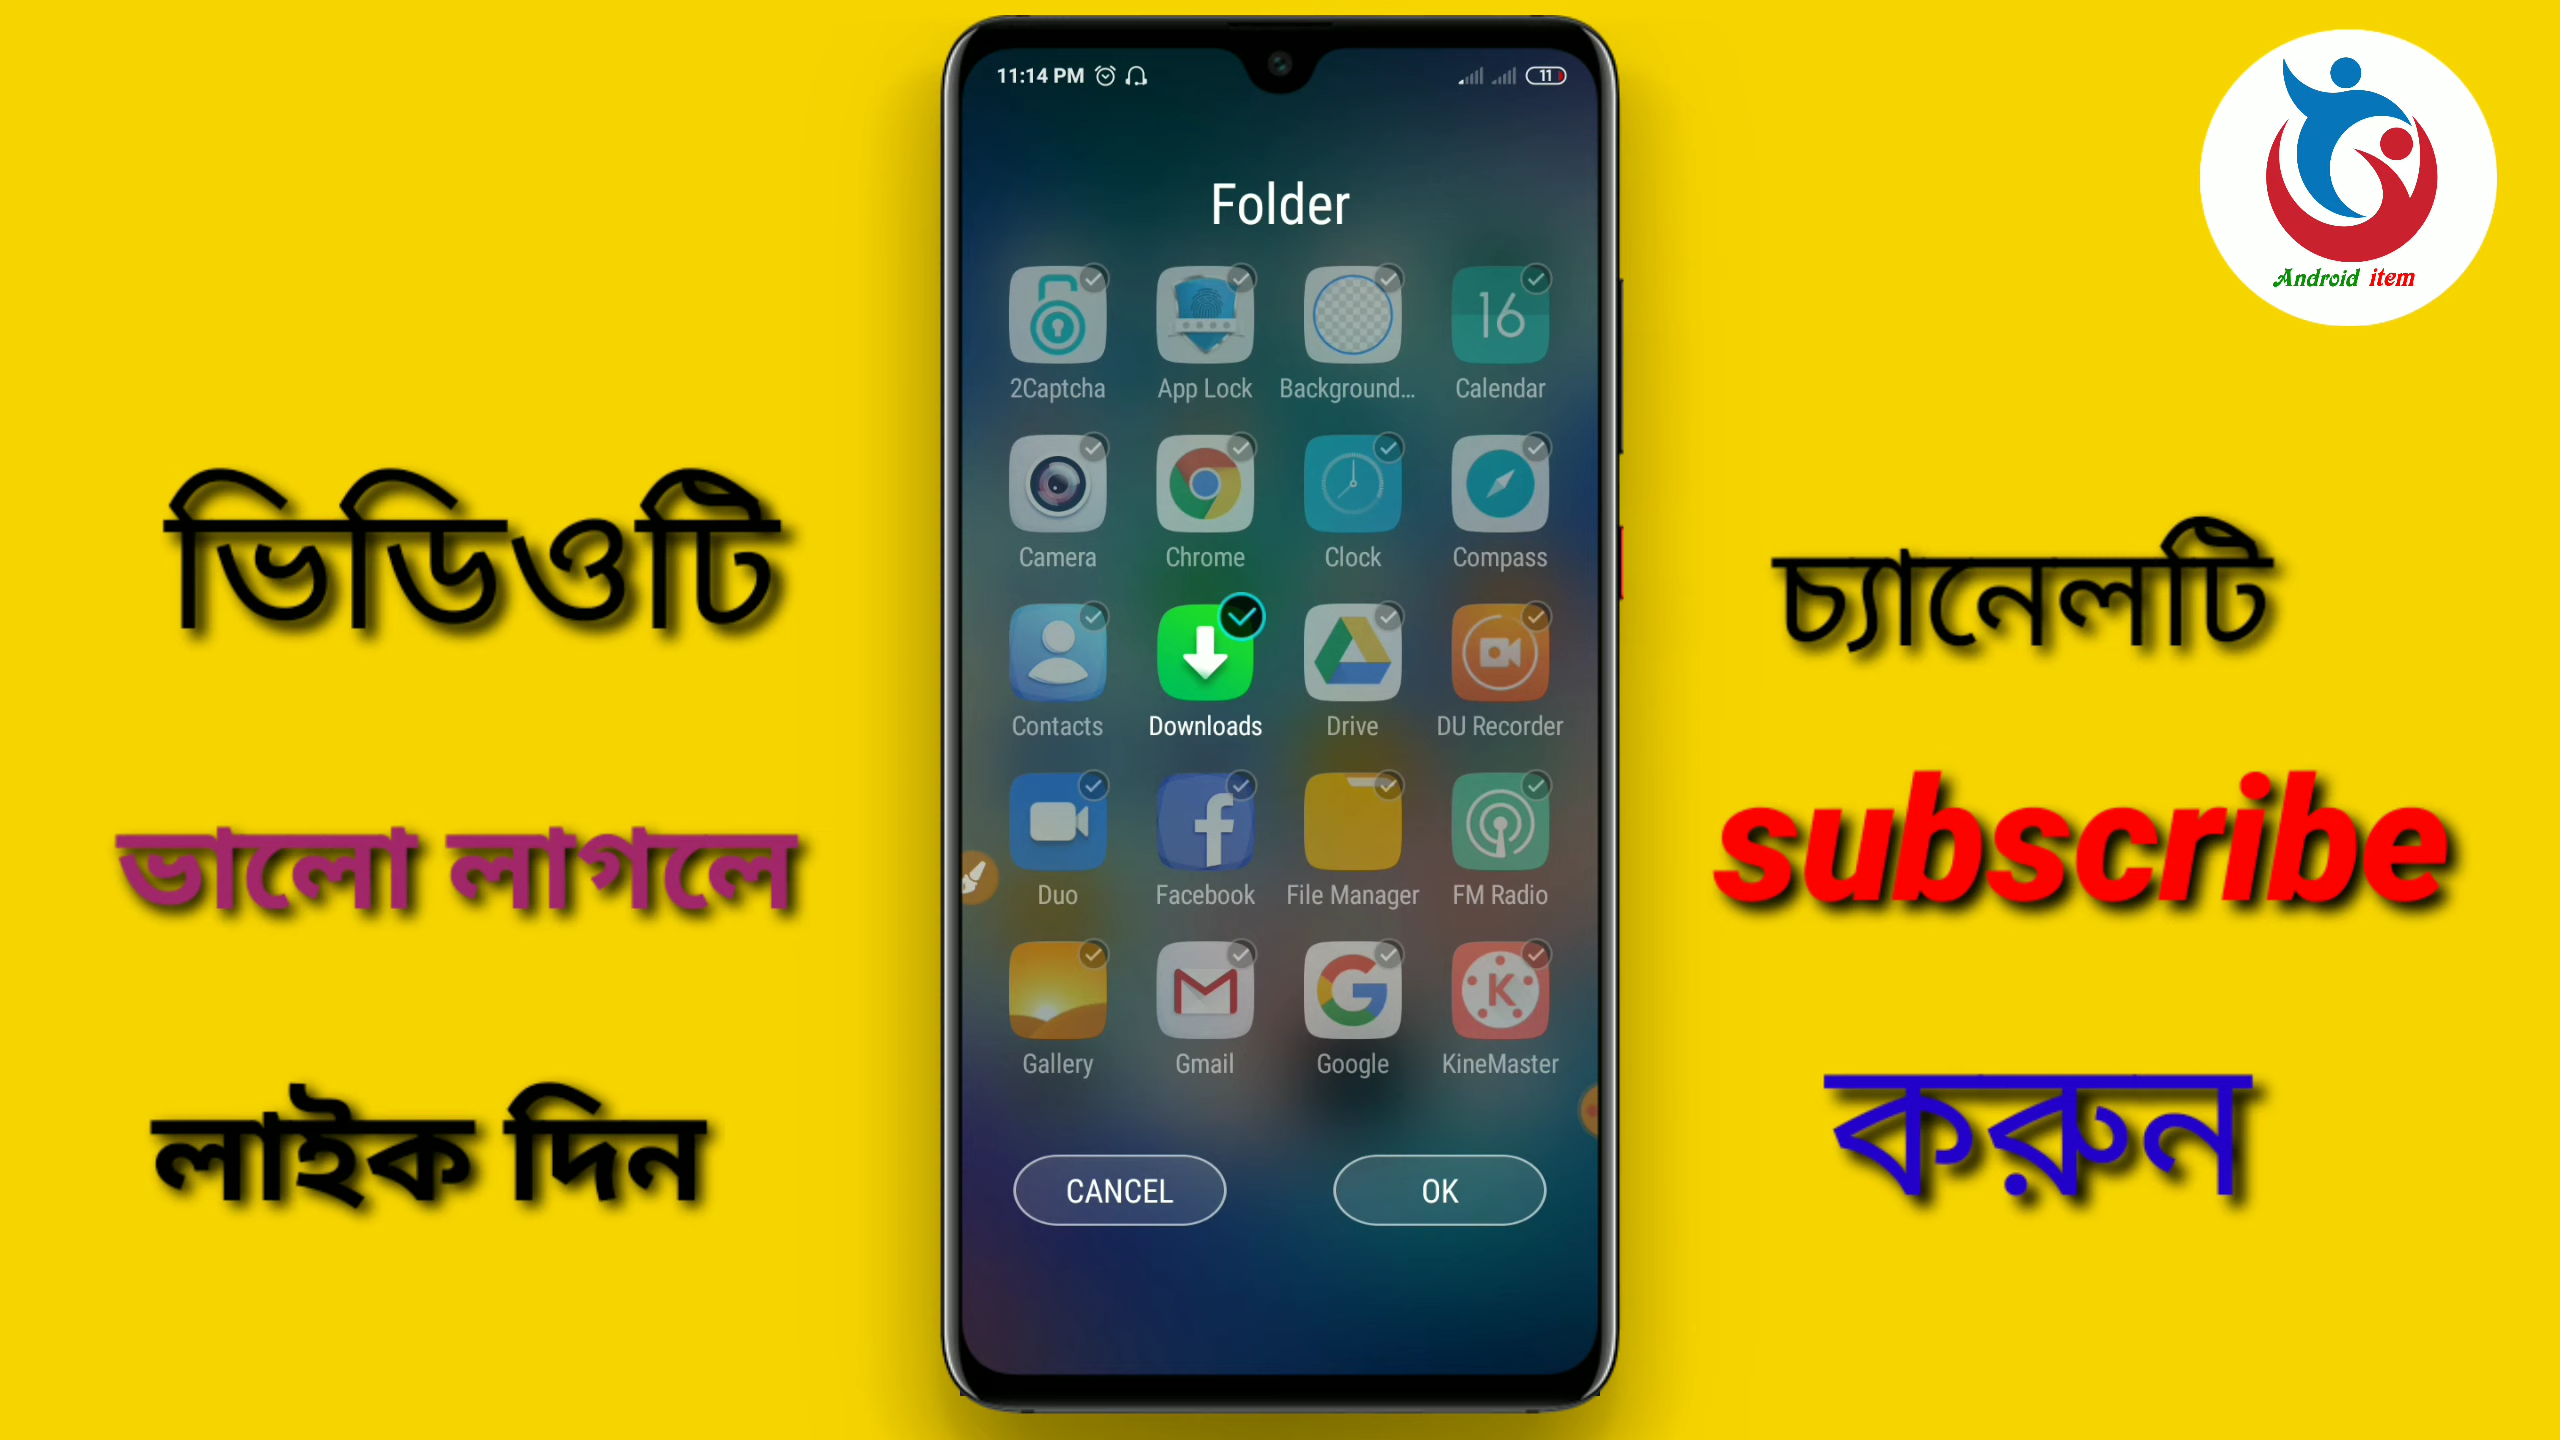 ভিডিওটি
ভালো লাগলে
লাইক দিন
11:14 PM
11
Folder
16
2Captcha App Lock Background... Calendar
Camera Chrome Clock Compass
Contacts Downloads Drive DU Recorder
Duo Facebook File Manager FM Radio
Gallery Gmail Google KineMaster
CANCEL OK
Android item
চ্যানেলটি
subscribe
করুন